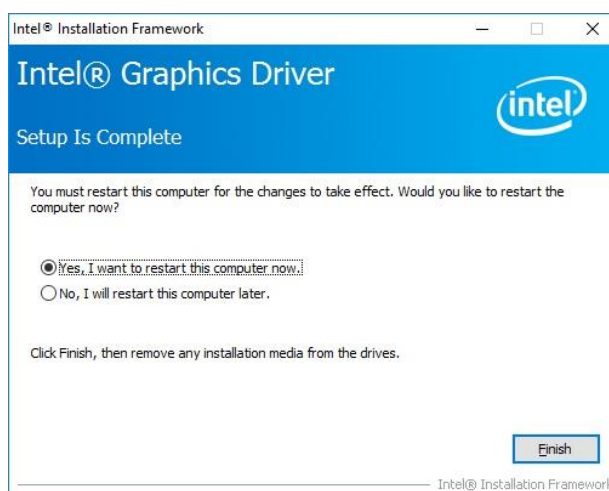 Intel® Installation Framework
Intel® Graphics Driver
intel
Setup Is Complete
You must restart this computer for the changes to take effect. Would you like to restart the
computer now?
Yes, I want to restart this computer now.
No, I will restart this computer later.
Click Finish, then remove any installation media from the drives.
Finish
Intel® Installation Framework